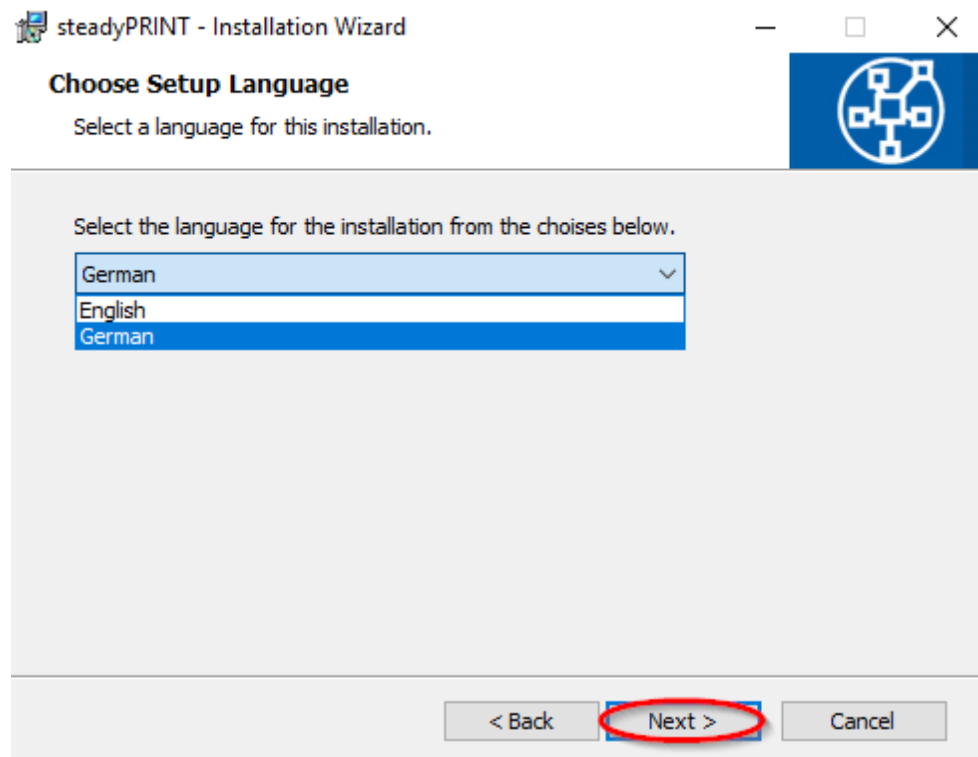 steadyPRINT - Installation Wizard
Choose Setup Language
Select a language for this installation.
Select the language for the installation from the choises below.
German
English
German
< Back
Next >
Cancel